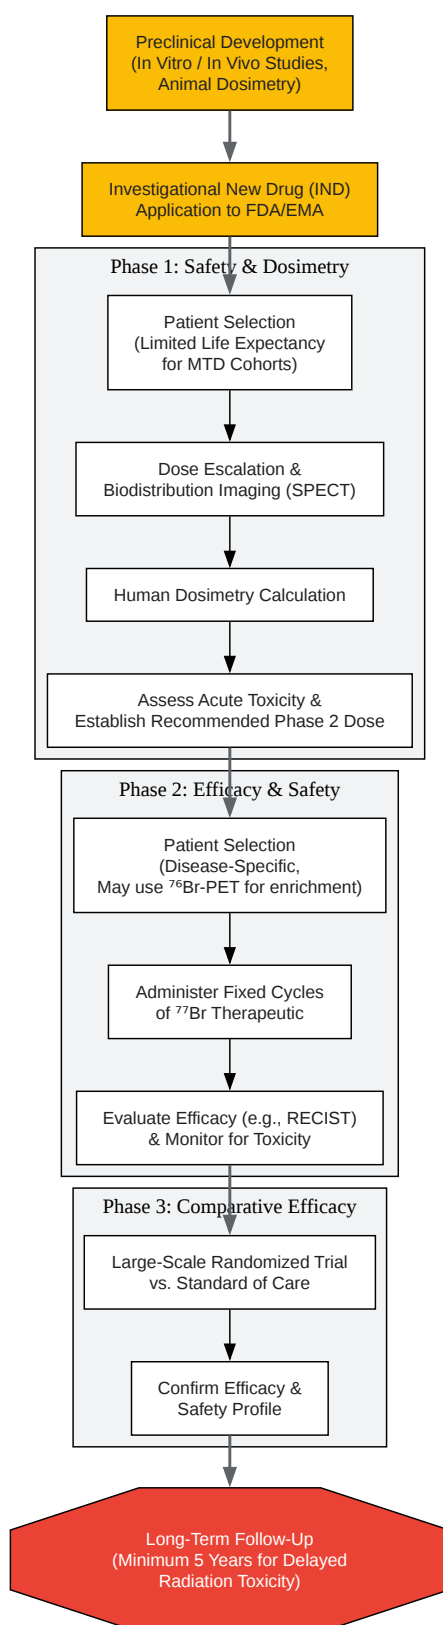 Preclinical Development
(In Vitro / In Vivo Studies,
Animal Dosimetry)
Investigational New Drug (IND)
Application to FDA/EMA
Phase 1: Safety & Dosimetry
Patient Selection
(Limited Life Expectancy
for MTD Cohorts)
Dose Escalation &
Biodistribution Imaging (SPECT)
Human Dosimetry Calculation
Assess Acute Toxicity &
Establish Recommended Phase 2 Dose
Phase 2: Efficacy & Safety
Patient Selection
(Disease-Specific,
May use ⁷⁶Br-PET for enrichment)
Administer Fixed Cycles
of ⁷⁷Br Therapeutic
Evaluate Efficacy (e.g., RECIST)
& Monitor for Toxicity
Phase 3: Comparative Efficacy
Large-Scale Randomized Trial
vs. Standard of Care
Confirm Efficacy &
Safety Profile
Long-Term Follow-Up
(Minimum 5 Years for Delayed
Radiation Toxicity)